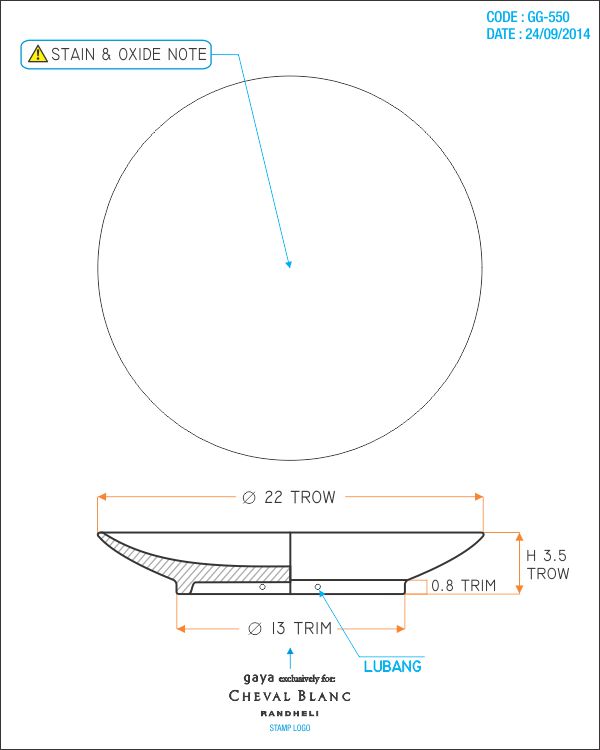 CODE : GG-550
DATE : 24/09/2014
STAIN & OXIDE NOTE
Ø 22 TROW
H 3.5
TROW
0.8 TRIM
Ø 13 TRIM
LUBANG
gaya exclusively for:
CHEVAL BLANC
RANDHELI
STAMP LOGO